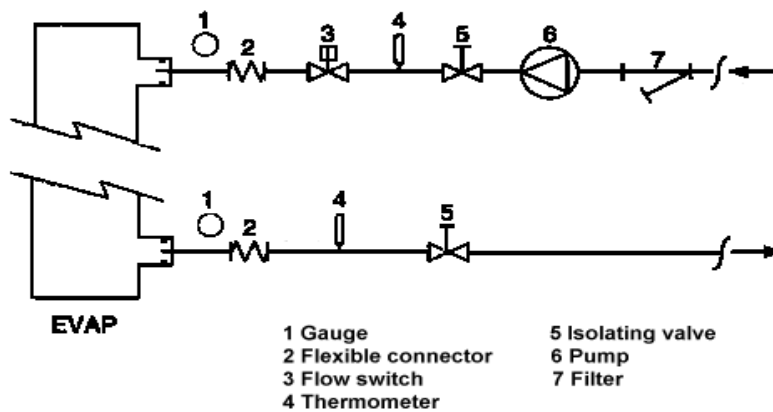 1
2
3
4
5
6
7
1
2
4
5
EVAP
1 Gauge
2 Flexible connector
3 Flow switch
4 Thermometer
5 Isolating valve
6 Pump
7 Filter